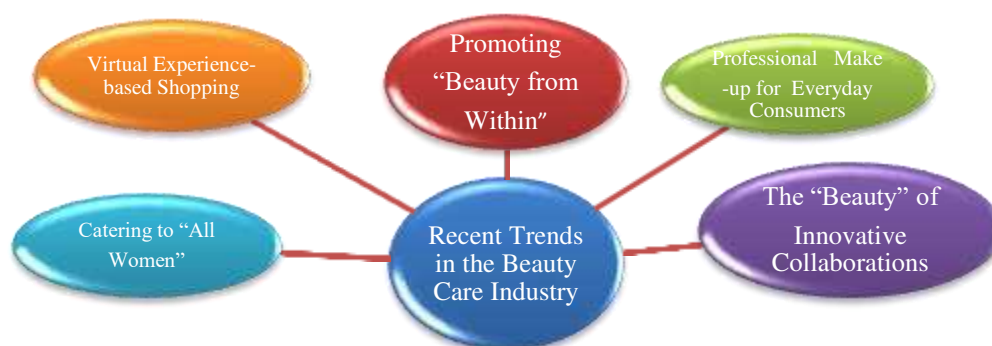 Virtual Experience-
based Shopping
Promoting
“Beauty from
Within”
Professional Make
-up for Everyday
Consumers
Catering to “All
Women”
Recent Trends
in the Beauty
Care Industry
The “Beauty” of
Innovative
Collaborations